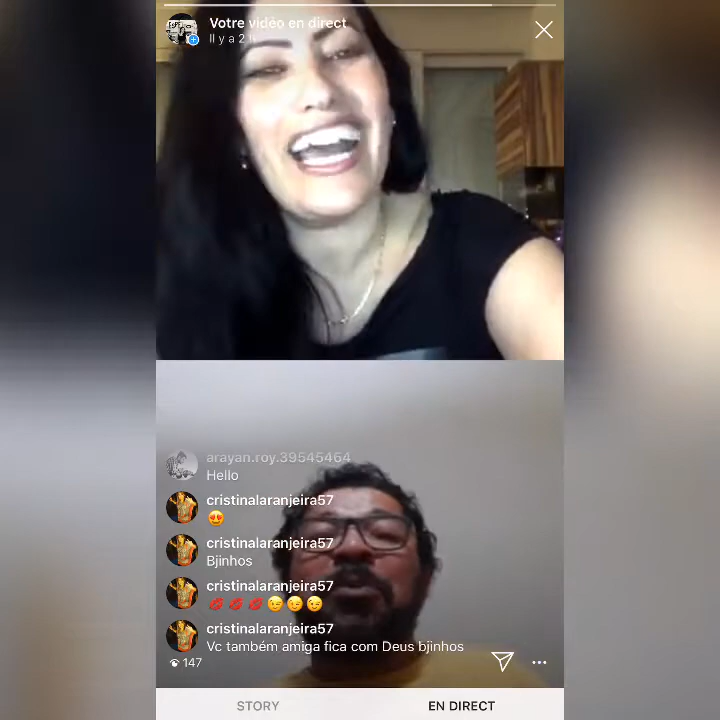 Votre vidéo en direct
Il y a 2 h
arayan.roy.39545464
Hello
cristinalaranjeira57
😍
cristinalaranjeira57
Bjinhos
cristinalaranjeira57
💋💋💋😉😉😉
cristinalaranjeira57
Vc também amiga fica com Deus bjinhos
147
STORY
EN DIRECT